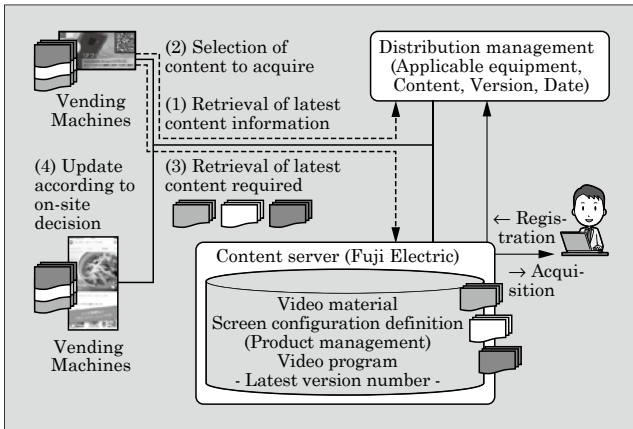 (2) Selection of
content to acquire
Vending
Machines
(1) Retrieval of latest
content information
Distribution management
(Applicable equipment,
Content, Version, Date)
(4) Update
according to
on-site
decision
(3) Retrieval of latest
content required
← Regis-
tration
→ Acqui-
sition
Vending
Machines
Content server (Fuji Electric)
Video material
Screen configuration definition
(Product management)
Video program
- Latest version number -